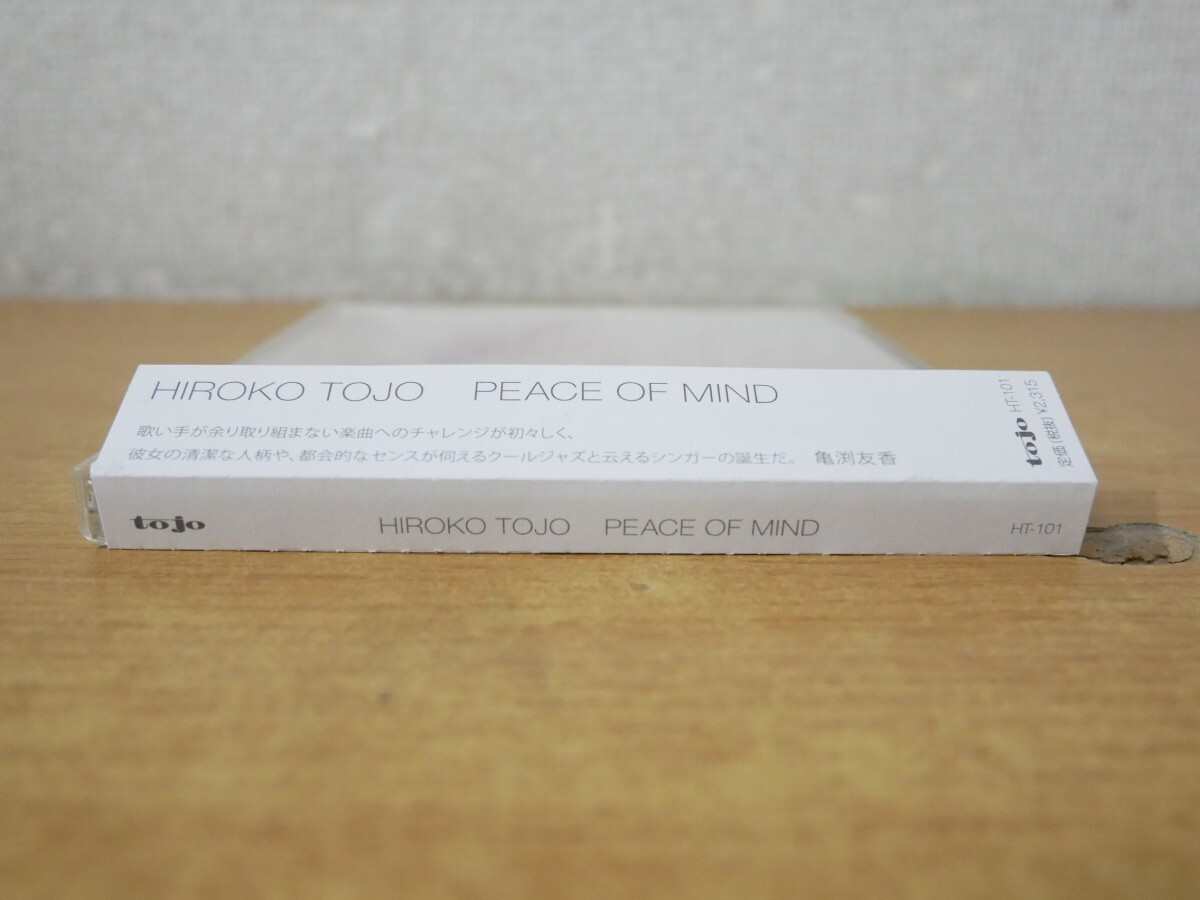 HIROKO TOJO PEACE OF MIND
歌い手が余り取り組まない楽曲へのチャレンジが初々しく、
彼女の清潔な人柄や、都会的なセンスが伺えるクールジャズと云えるシンガーの誕生だ。 亀渕友香
tojo HT-101
定価(税抜)¥2,315
tojo HIROKO TOJO PEACE OF MIND HT-101